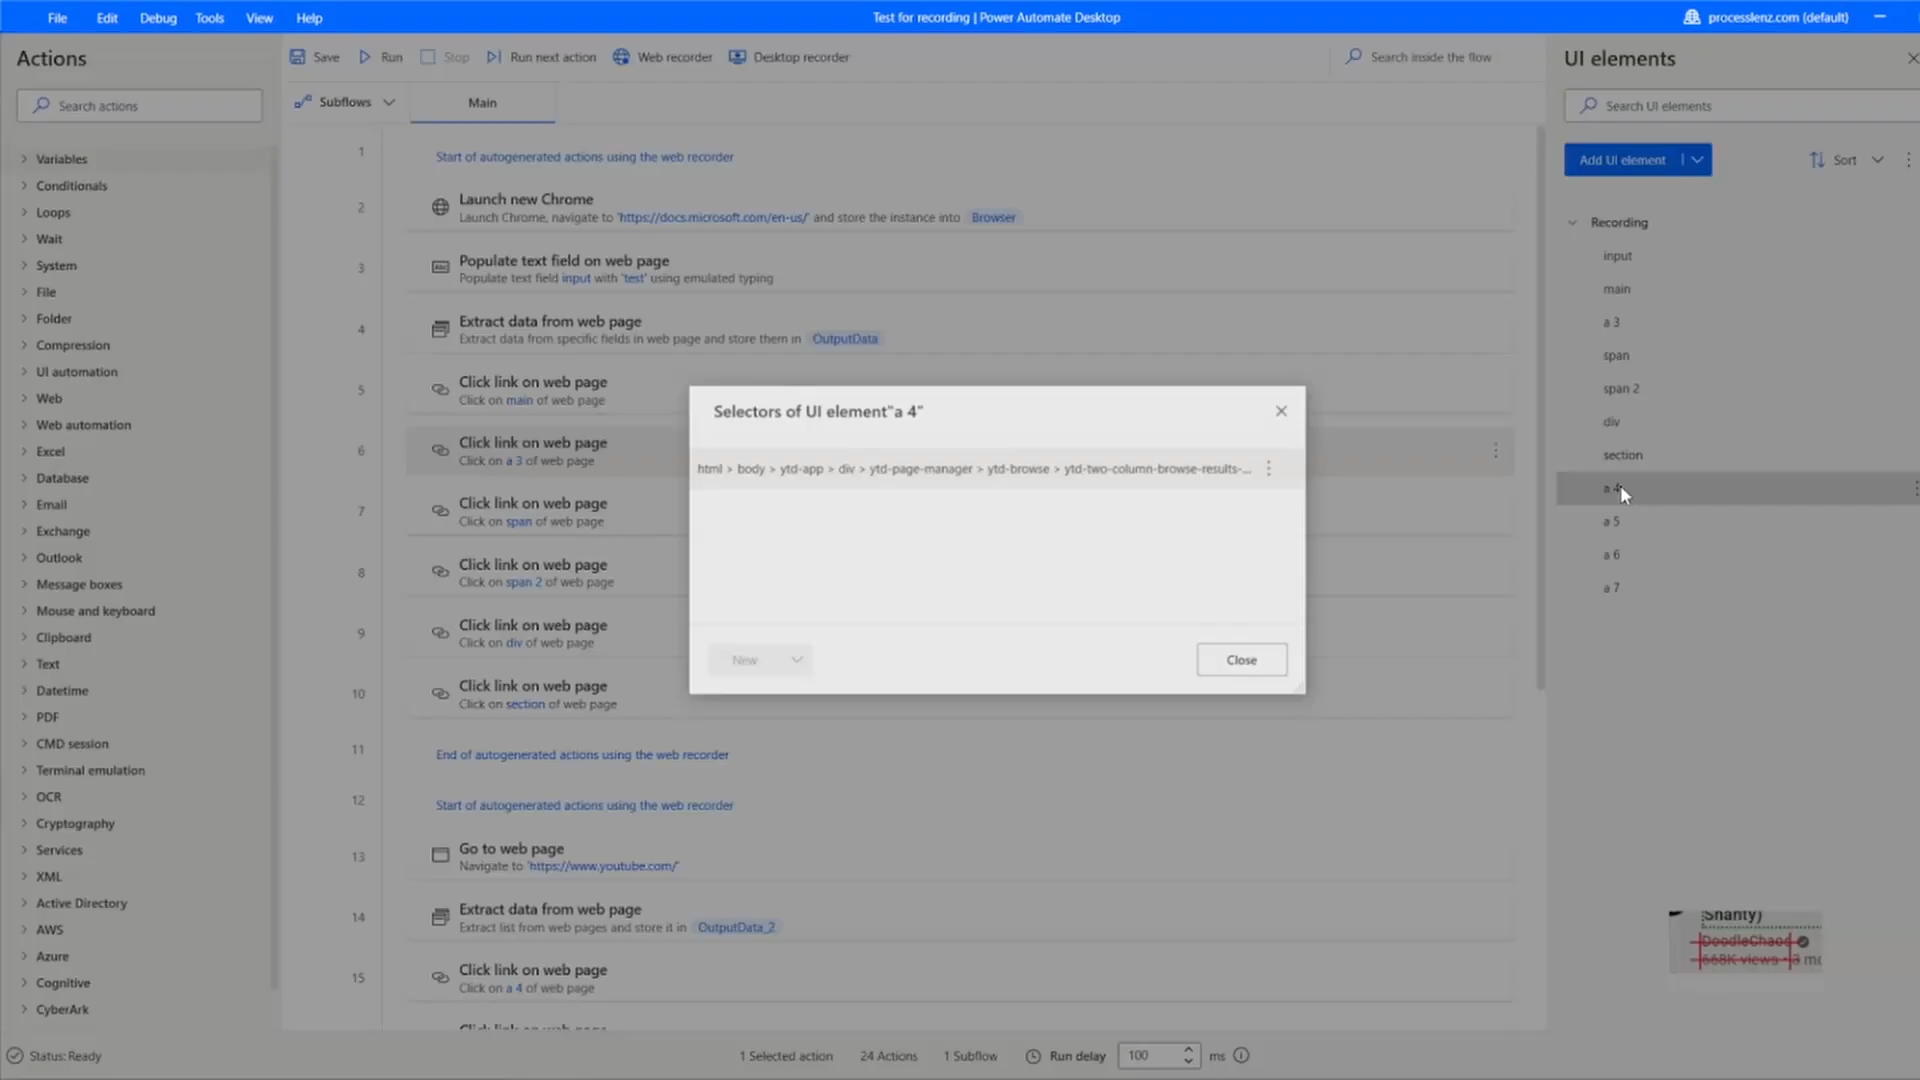 File Edit Debug Tools View Help
Test for recording | Power Automate Desktop
processlenz.com (default)
Actions
Search actions
Variables
Conditionals
Loops
Wait
System
File
Folder
Compression
UI automation
Web
Web automation
Excel
Database
Email
Exchange
Outlook
Message boxes
Mouse and keyboard
Clipboard
Text
Datetime
PDF
CMD session
Terminal emulation
OCR
Cryptography
Services
XML
Active Directory
AWS
Azure
Cognitive
CyberArk
Save Run Stop Run next action Web recorder Desktop recorder
Search inside the flow
Subflows
Main
1 Start of autogenerated actions using the web recorder
2 Launch new Chrome
Launch Chrome, navigate to 'https://docs.microsoft.com/en-us/' and store the instance into Browser
3 Populate text field on web page
Populate text field input with 'test' using emulated typing
4 Extract data from web page
Extract data from specific fields in web page and store them in OutputData
5 Click link on web page
Click on main of web page
6 Click link on web page
Click on a 3 of web page
7 Click link on web page
Click on span of web page
8 Click link on web page
Click on span 2 of web page
9 Click link on web page
Click on div of web page
10 Click link on web page
Click on section of web page
11 End of autogenerated actions using the web recorder
12 Start of autogenerated actions using the web recorder
13 Go to web page
Navigate to 'https://www.youtube.com/'
14 Extract data from web page
Extract list from web pages and store it in OutputData_2
15 Click link on web page
Click on a 4 of web page
Click link on web page
Selectors of UI element"a 4"
html > body > ytd-app > div > ytd-page-manager > ytd-browse > ytd-two-column-browse-results-...
New
Close
UI elements
Search UI elements
Add UI element
Sort
Recording
input
main
a 3
span
span 2
div
section
a 4
a 5
a 6
a 7
Shanty)
DoodleChaos
668K views • 3 mo
Status: Ready
1 Selected action
24 Actions
1 Subflow
Run delay 100 ms